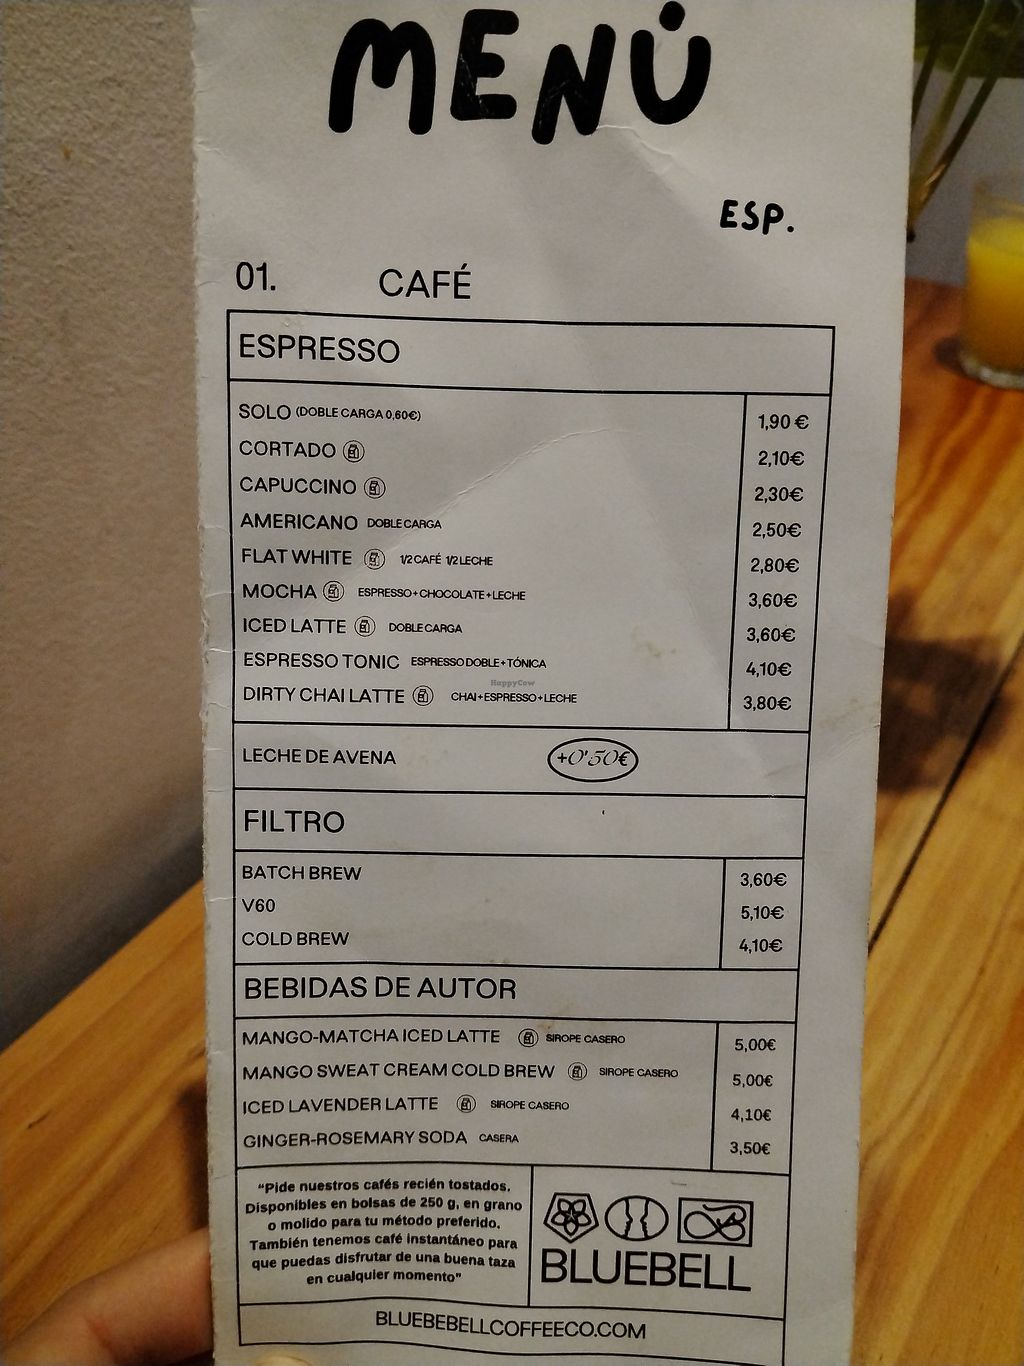 MENÚ
ESP.
01. CAFÉ
ESPRESSO
SOLO (DOBLE CARGA 0,60€) 1,90 €
CORTADO 2,10€
CAPUCCINO 2,30€
AMERICANO DOBLE CARGA 2,50€
FLAT WHITE 1/2 CAFÉ 1/2 LECHE 2,80€
MOCHA ESPRESSO+CHOCOLATE+LECHE 3,60€
ICED LATTE DOBLE CARGA 3,60€
ESPRESSO TONIC ESPRESSO DOBLE+TÓNICA 4,10€
HappyCow
DIRTY CHAI LATTE CHAI+ESPRESSO+LECHE 3,80€
LECHE DE AVENA +0'50€
FILTRO
BATCH BREW 3,60€
V60 5,10€
COLD BREW 4,10€
BEBIDAS DE AUTOR
MANGO-MATCHA ICED LATTE SIROPE CASERO 5,00€
MANGO SWEAT CREAM COLD BREW SIROPE CASERO 5,00€
ICED LAVENDER LATTE SIROPE CASERO 4,10€
GINGER-ROSEMARY SODA CASERA 3,50€
“Pide nuestros cafés recién tostados.
Disponibles en bolsas de 250 g, en grano
o molido para tu método preferido.
También tenemos café instantáneo para
que puedas disfrutar de una buena taza
en cualquier momento”
BLUEBELL
BLUEBEBELLCOFFEECO.COM